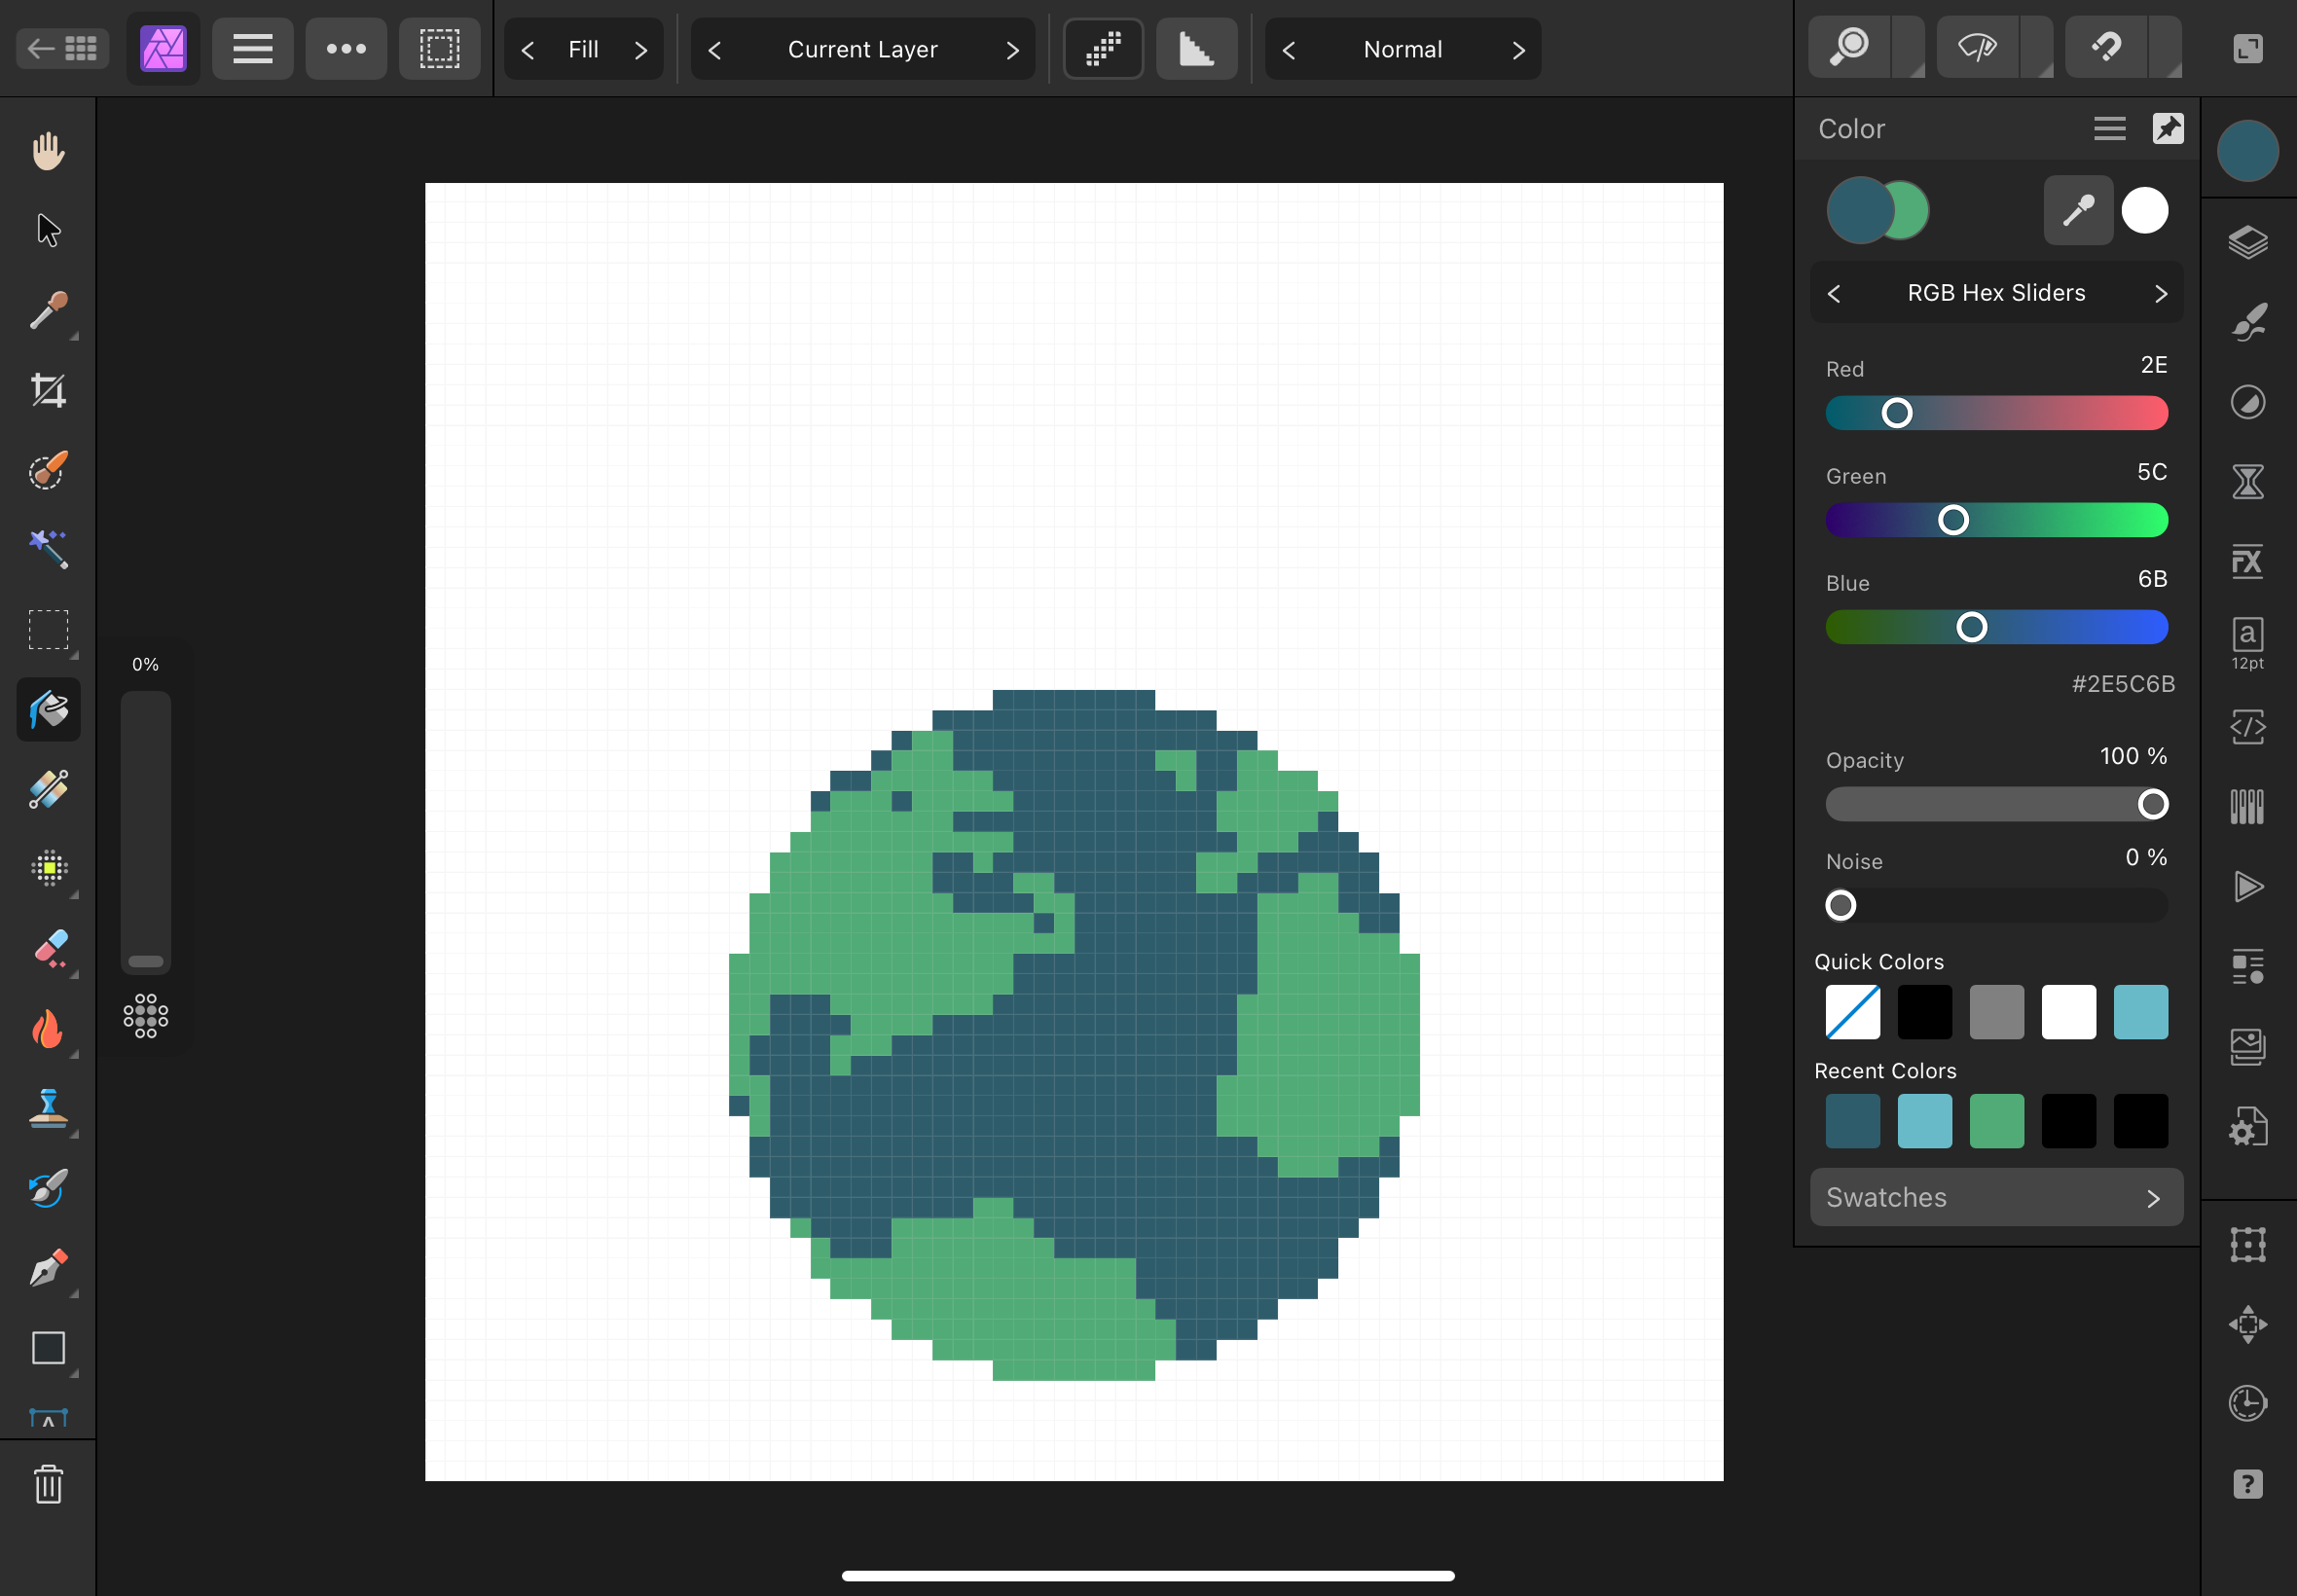 Fill
Current Layer
Normal
Color
RGB Hex Sliders
Red 2E
Green 5C
Blue 6B
#2E5C6B
Opacity 100 %
Noise 0 %
Quick Colors
Recent Colors
Swatches
0%
FX
a
12pt
A
?